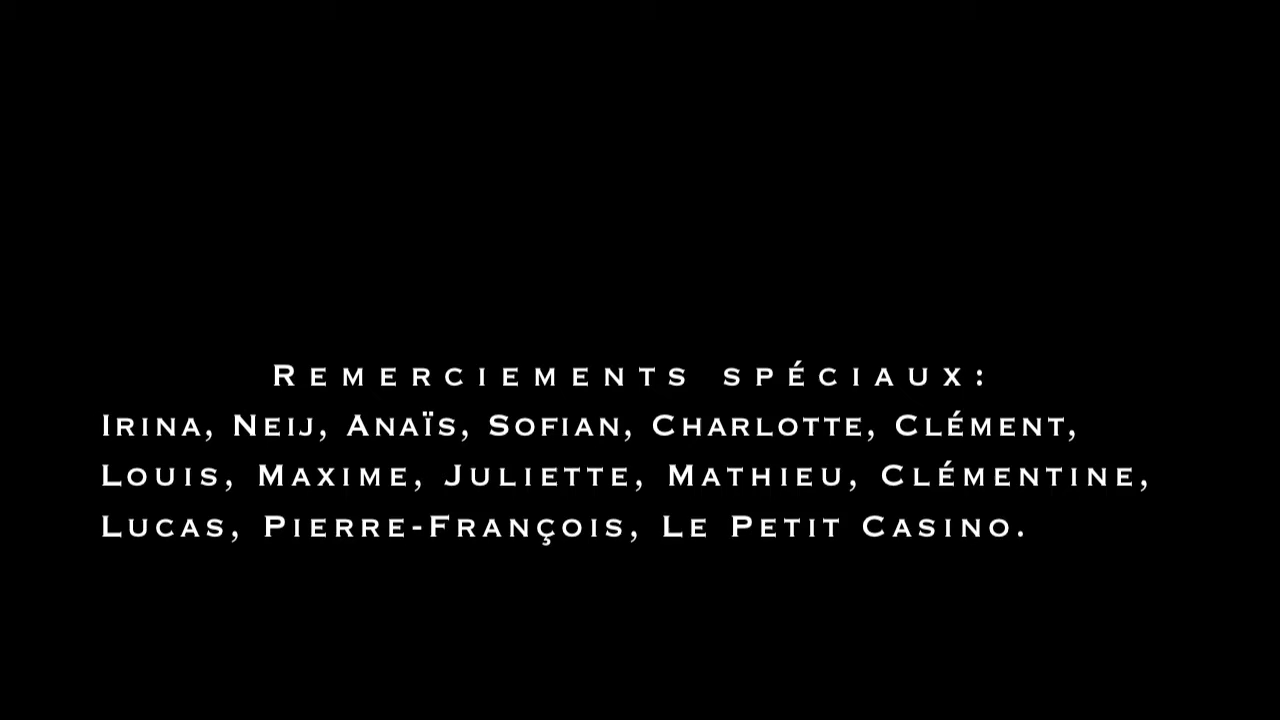 Remerciements spéciaux:
Irina, Neij, Anaïs, Sofian, Charlotte, Clément,
Louis, Maxime, Juliette, Mathieu, Clémentine,
Lucas, Pierre-François, Le Petit Casino.